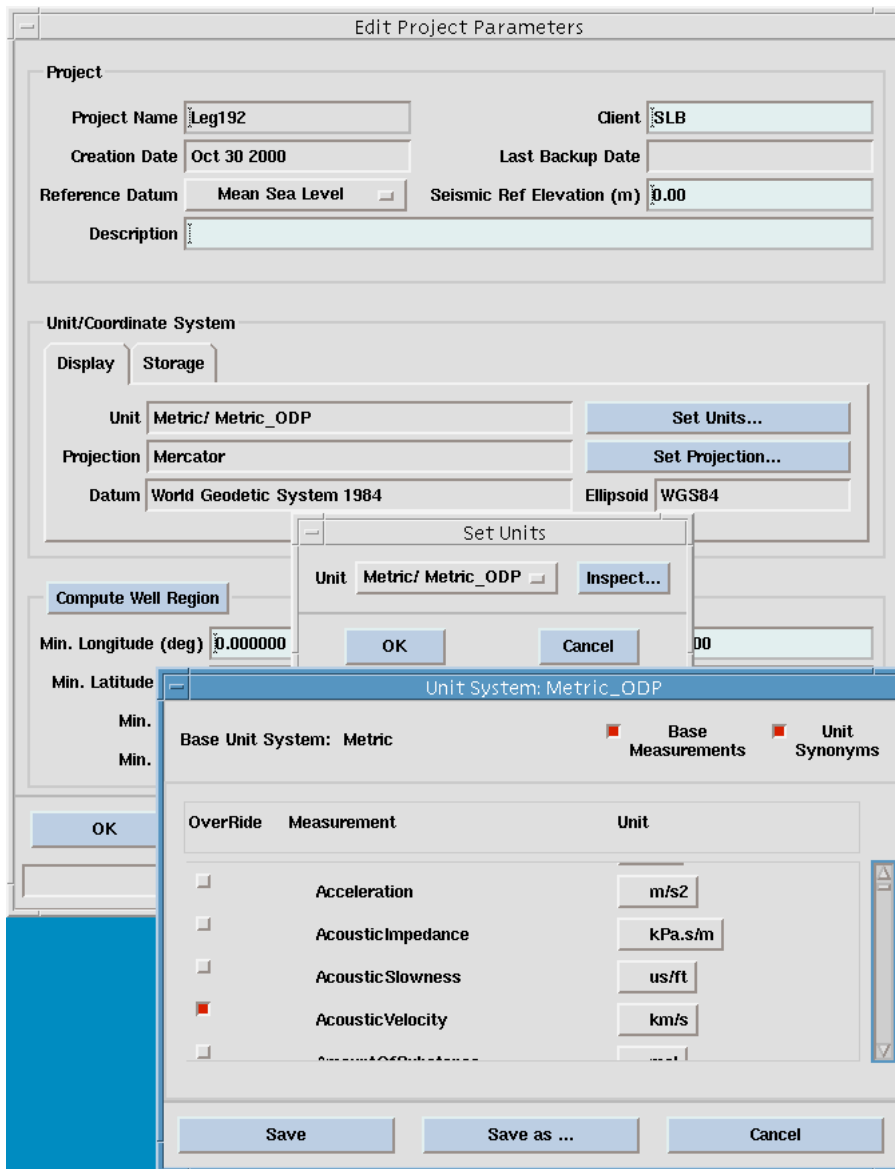 Edit Project Parameters
Project
Project Name Leg192 Client SLB
Creation Date Oct 30 2000 Last Backup Date
Reference Datum Mean Sea Level Seismic Ref Elevation (m) 0.00
Description
Unit/Coordinate System
Display Storage
Unit Metric/ Metric_ODP Set Units...
Projection Mercator Set Projection...
Datum World Geodetic System 1984 Ellipsoid WGS84
Set Units
Unit Metric/ Metric_ODP Inspect...
Compute Well Region
Min. Longitude (deg) 0.000000 OK Cancel 00
Min. Latitude
Unit System: Metric_ODP
Min.
Base Unit System: Metric Base Measurements Unit Synonyms
Min.
OK
OverRide Measurement Unit
Acceleration m/s2
AcousticImpedance kPa.s/m
AcousticSlowness us/ft
AcousticVelocity km/s
Save Save as ... Cancel